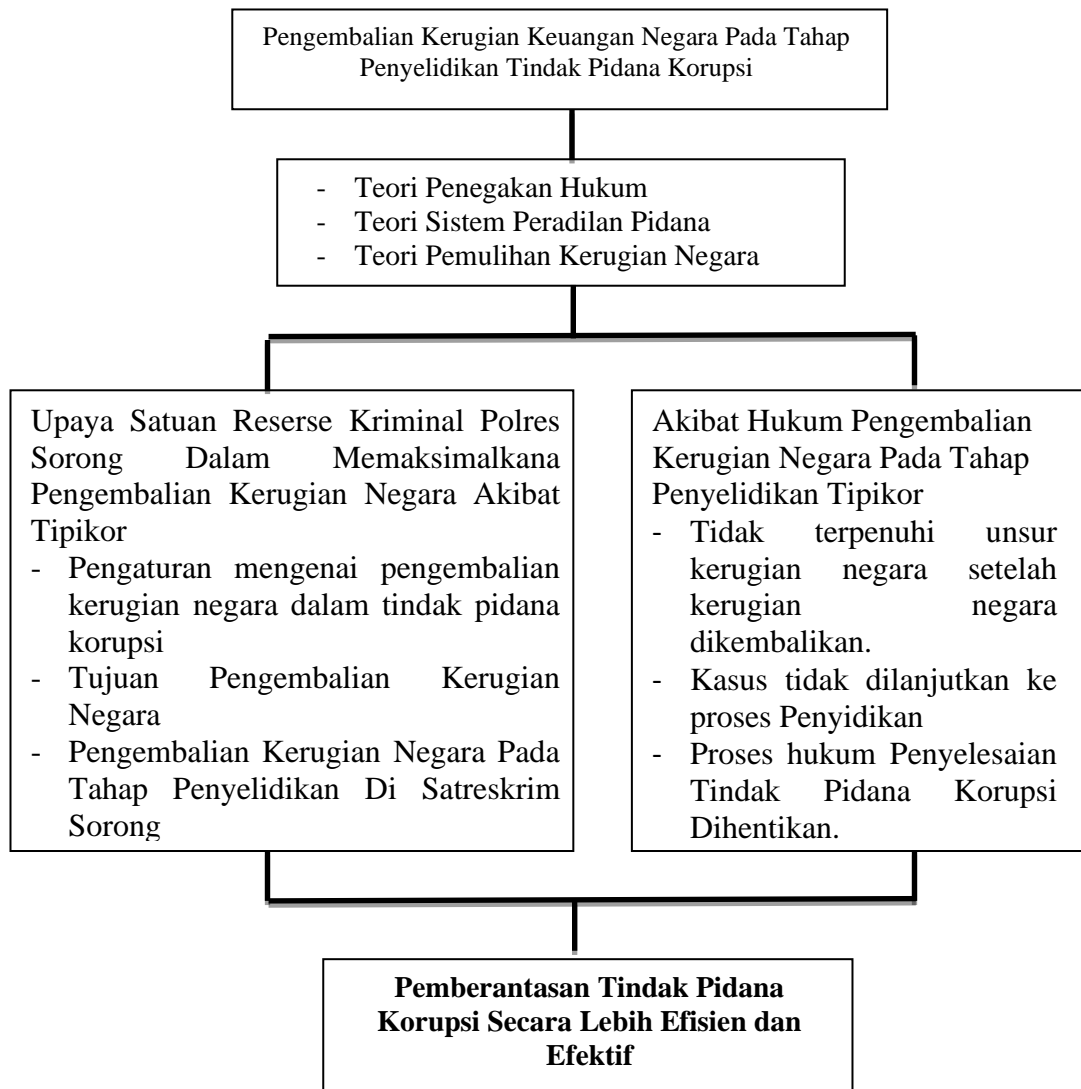 Pengembalian Kerugian Keuangan Negara Pada Tahap
Penyelidikan Tindak Pidana Korupsi
- Teori Penegakan Hukum
- Teori Sistem Peradilan Pidana
- Teori Pemulihan Kerugian Negara
Upaya Satuan Reserse Kriminal Polres
Sorong Dalam Memaksimalkana
Pengembalian Kerugian Negara Akibat
Tipikor
- Pengaturan mengenai pengembalian
kerugian negara dalam tindak pidana
korupsi
- Tujuan Pengembalian Kerugian
Negara
- Pengembalian Kerugian Negara Pada
Tahap Penyelidikan Di Satreskrim
Sorong
Akibat Hukum Pengembalian
Kerugian Negara Pada Tahap
Penyelidikan Tipikor
- Tidak terpenuhi unsur
kerugian negara setelah
kerugian negara
dikembalikan.
- Kasus tidak dilanjutkan ke
proses Penyidikan
- Proses hukum Penyelesaian
Tindak Pidana Korupsi
Dihentikan.
Pemberantasan Tindak Pidana
Korupsi Secara Lebih Efisien dan
Efektif